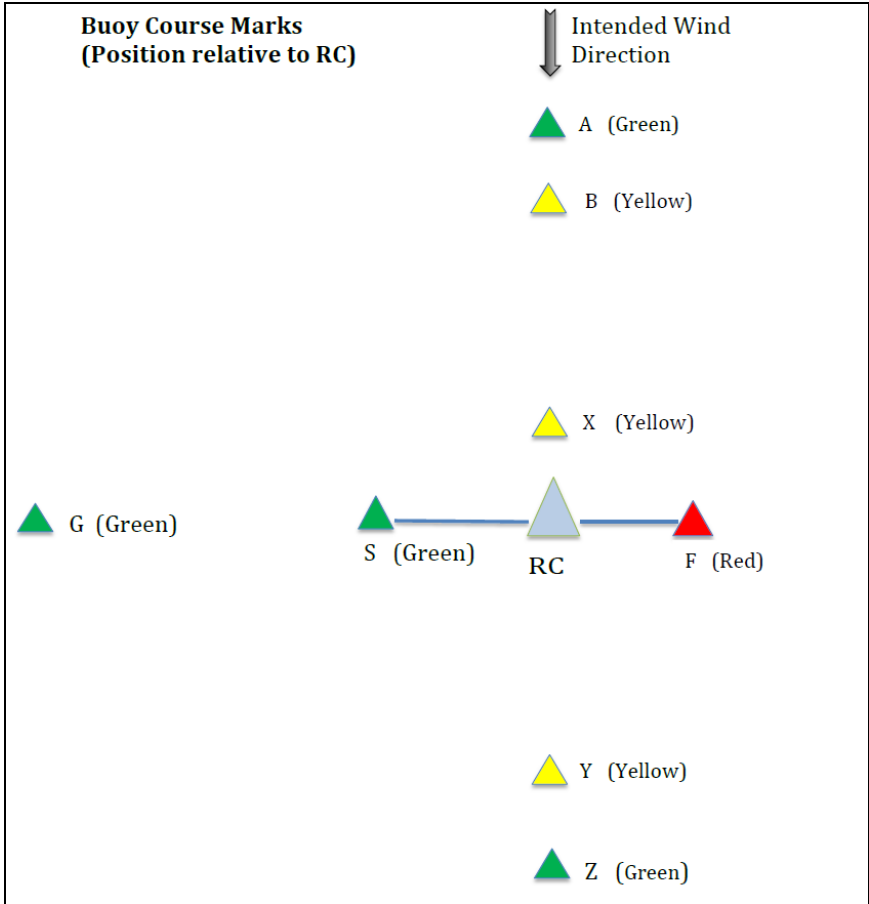 Buoy Course Marks
(Position relative to RC)
Intended Wind
Direction
A (Green)
B (Yellow)
X (Yellow)
G (Green)
S (Green)
RC
F (Red)
Y (Yellow)
Z (Green)